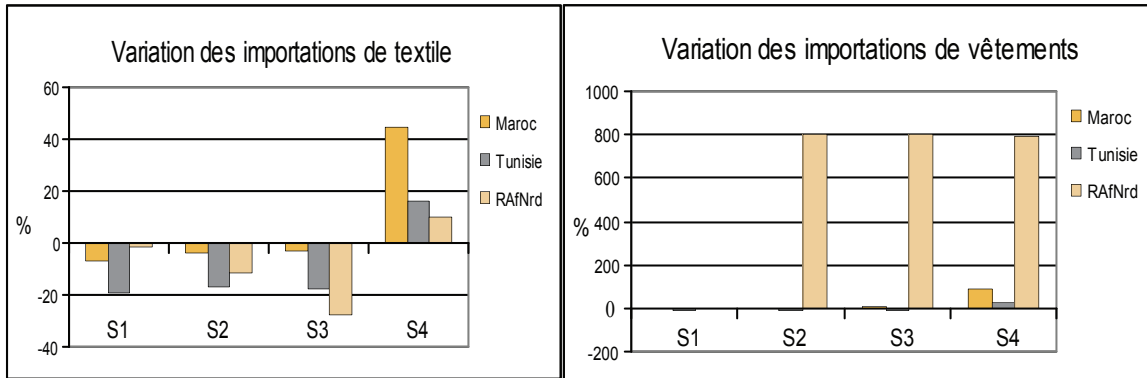 Variation des importations de textile
60
40
20
0
-20
-40
%
S1 S2 S3 S4
Maroc
Tunisie
RAfNrd
Variation des importations de vêtements
1000
800
600
400
200
0
-200
%
S1 S2 S3 S4
Maroc
Tunisie
RAfNrd